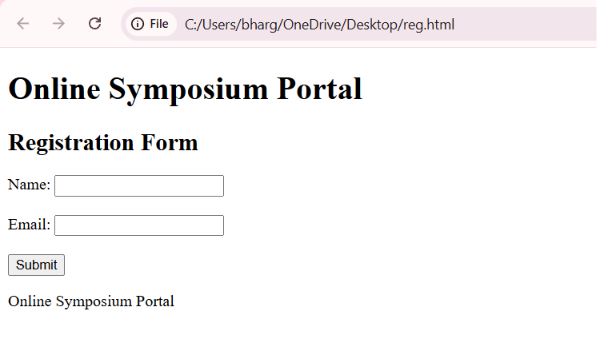 File C:/Users/bharg/OneDrive/Desktop/reg.html
Online Symposium Portal
Registration Form
Name:
Email:
Submit
Online Symposium Portal